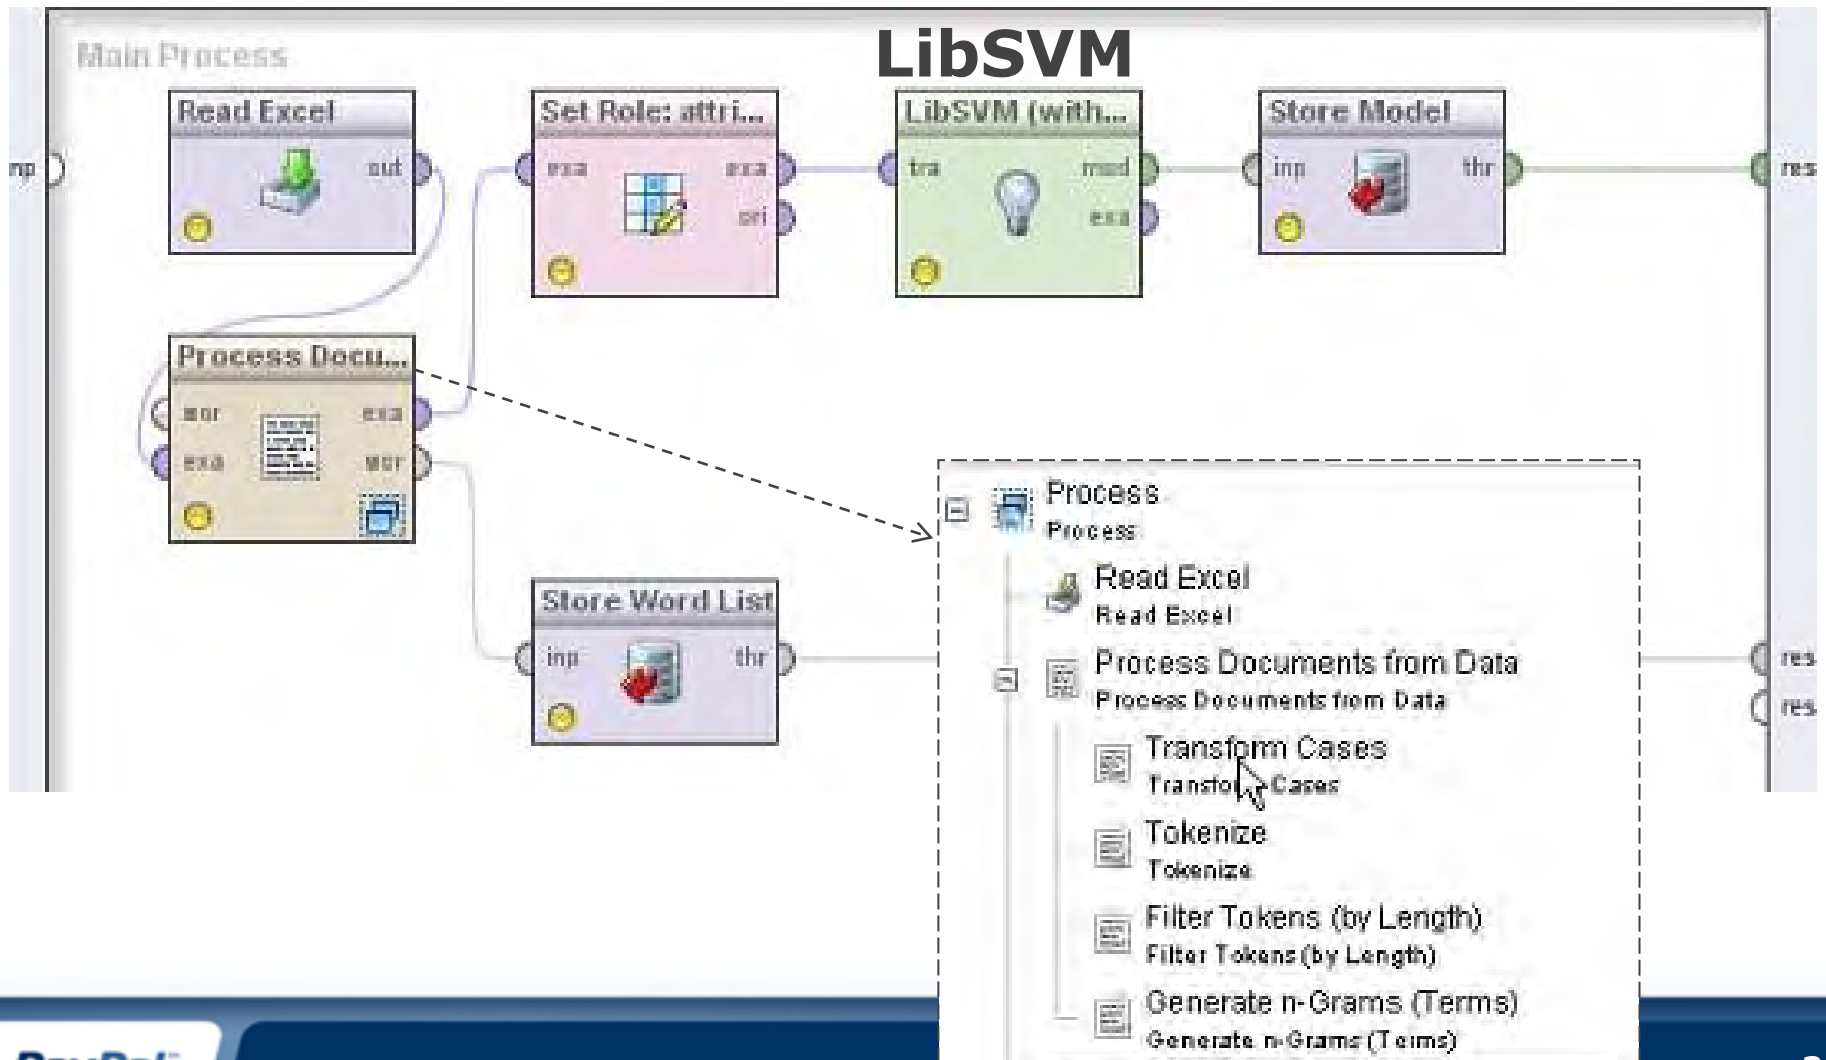 LibSVM
Main Process
Read Excel
out
Set Role: attri...
exa exa
ori
LibSVM (with...
tra mod
exa
Store Model
inp thr
res
Process Docu...
wor exa
exa wor
Store Word List
inp thr
res
res
Process
Process
Read Excel
Read Excel
Process Documents from Data
Process Documents from Data
Transform Cases
Cases
Tokenize
Tokenize
Filter Tokens (by Length)
Filter Tokens (by Length)
Generate n-Grams (Terms)
Generate n-Grams (Terms)
PayPal